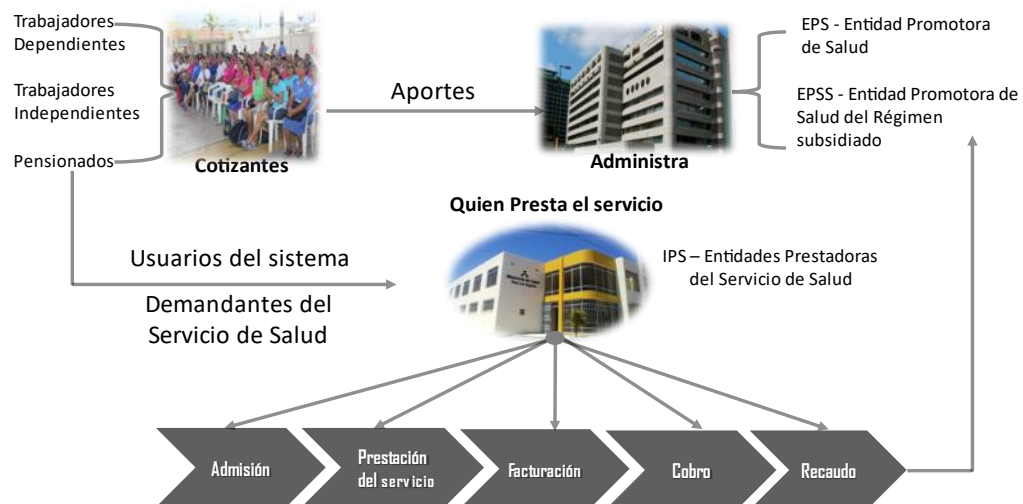 Trabajadores
Dependientes
Trabajadores
Independientes
Pensionados
Cotizantes
Aportes
Administra
EPS - Entidad Promotora
de Salud
EPSS - Entidad Promotora de
Salud del Régimen
subsidiado
Quien Presta el servicio
Usuarios del sistema
Demandantes del
Servicio de Salud
IPS – Entidades Prestadoras
del Servicio de Salud
Admisión
Prestación
del servicio
Facturación
Cobro
Recaudo